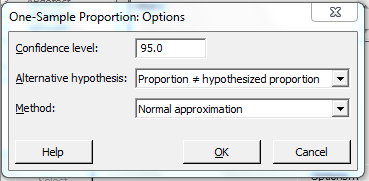 One-Sample Proportion: Options
Confidence level: 95.0
Alternative hypothesis: Proportion ≠ hypothesized proportion
Method: Normal approximation
Help OK Cancel